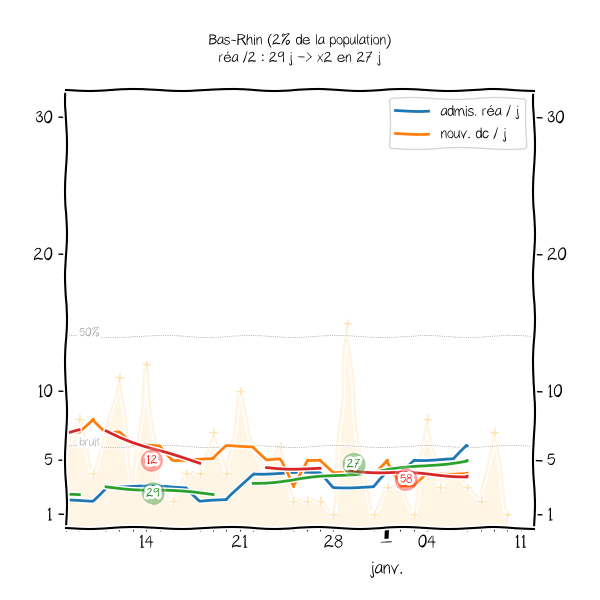 Bas-Rhin (2% de la population)
réa /2 : 29 j -> x2 en 27 j
admis. réa / j
nouv. dc / j
30 30
20 20
50%
10 10
bruit
5 5
12 27 58
29
1 1
14 21 28 1 04 11
janv.